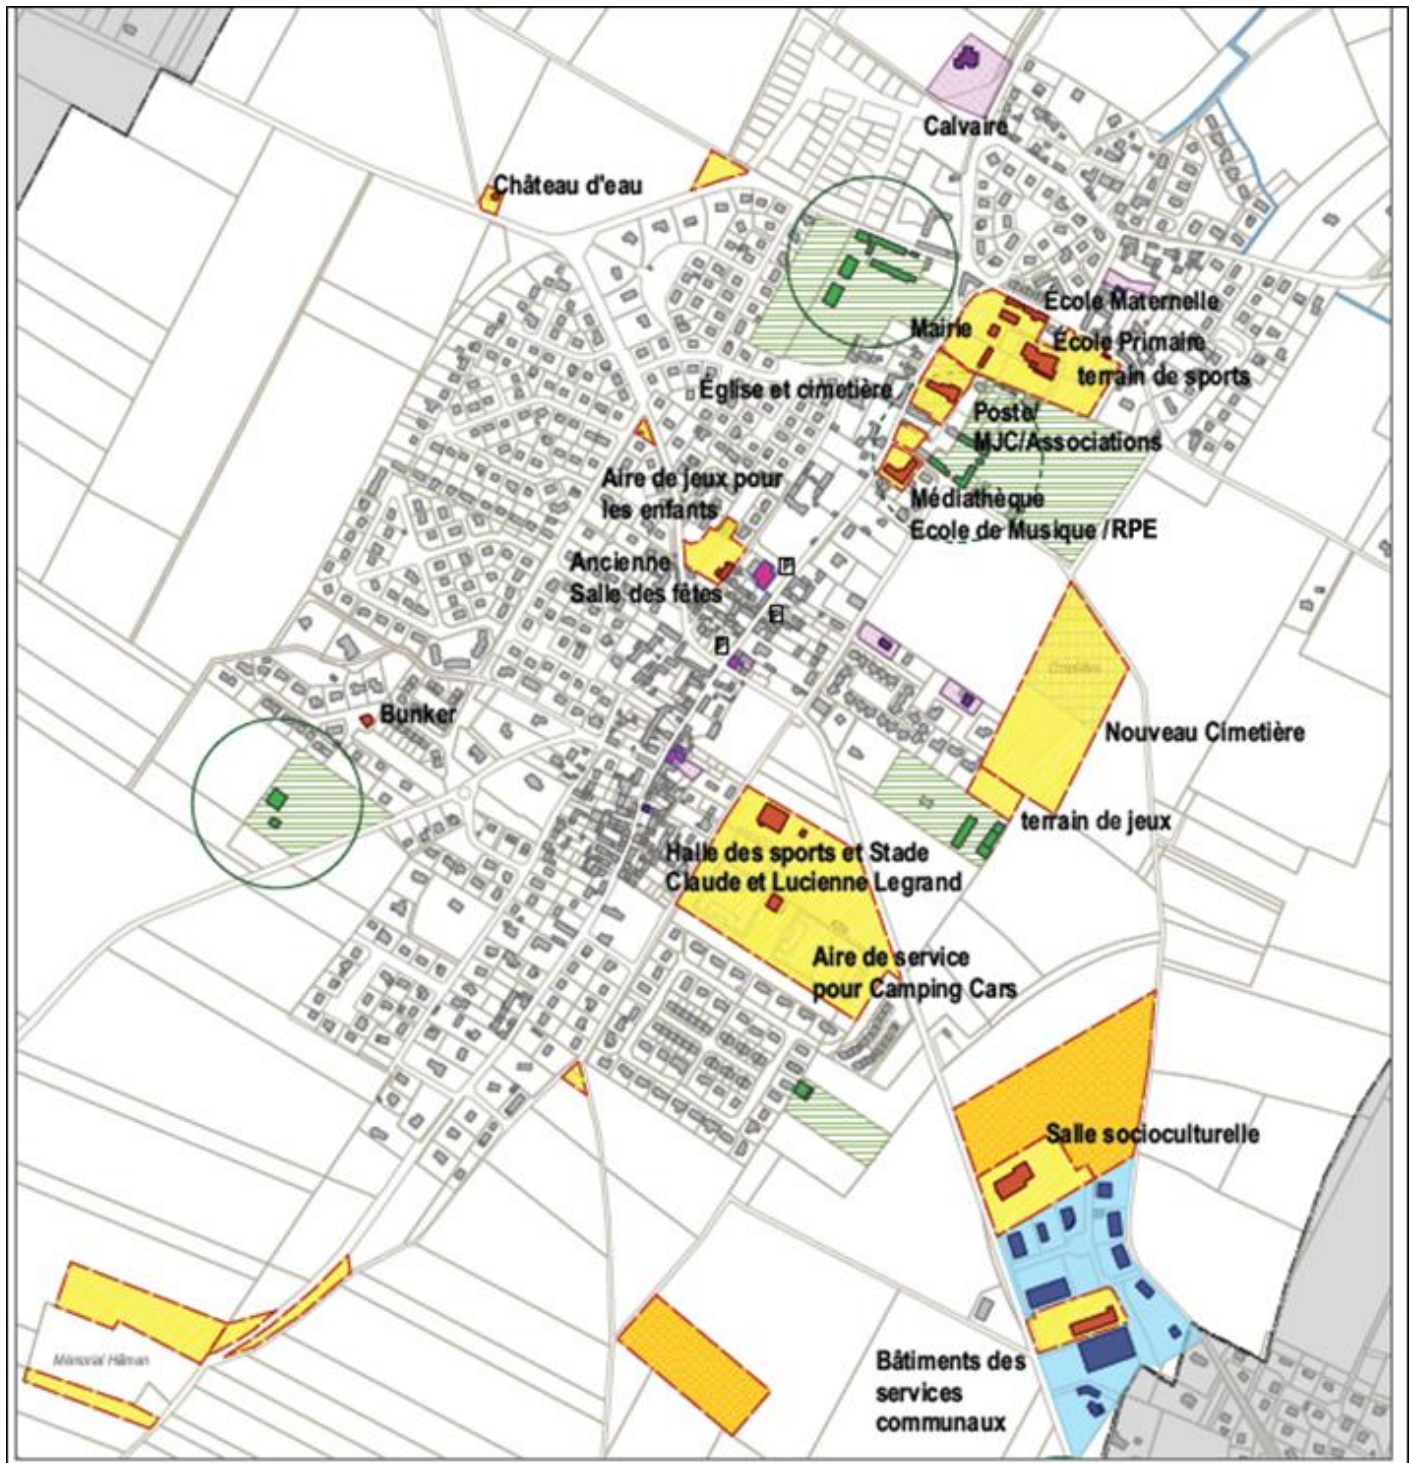 Calvaire
Château d'eau
École Maternelle
Mairie
École Primaire
terrain de sports
Église et cimetière
Poste/
MJC/Associations
Aire de jeux pour
les enfants
Médiathèque
Ecole de Musique / RPE
Ancienne
Salle des fêtes
P
P
P
Bunker
Nouveau Cimetière
terrain de jeux
Halle des sports et Stade
Claude et Lucienne Legrand
Aire de service
pour Camping Cars
Salle socioculturelle
Mémorial Hillman
Bâtiments des
services
communaux